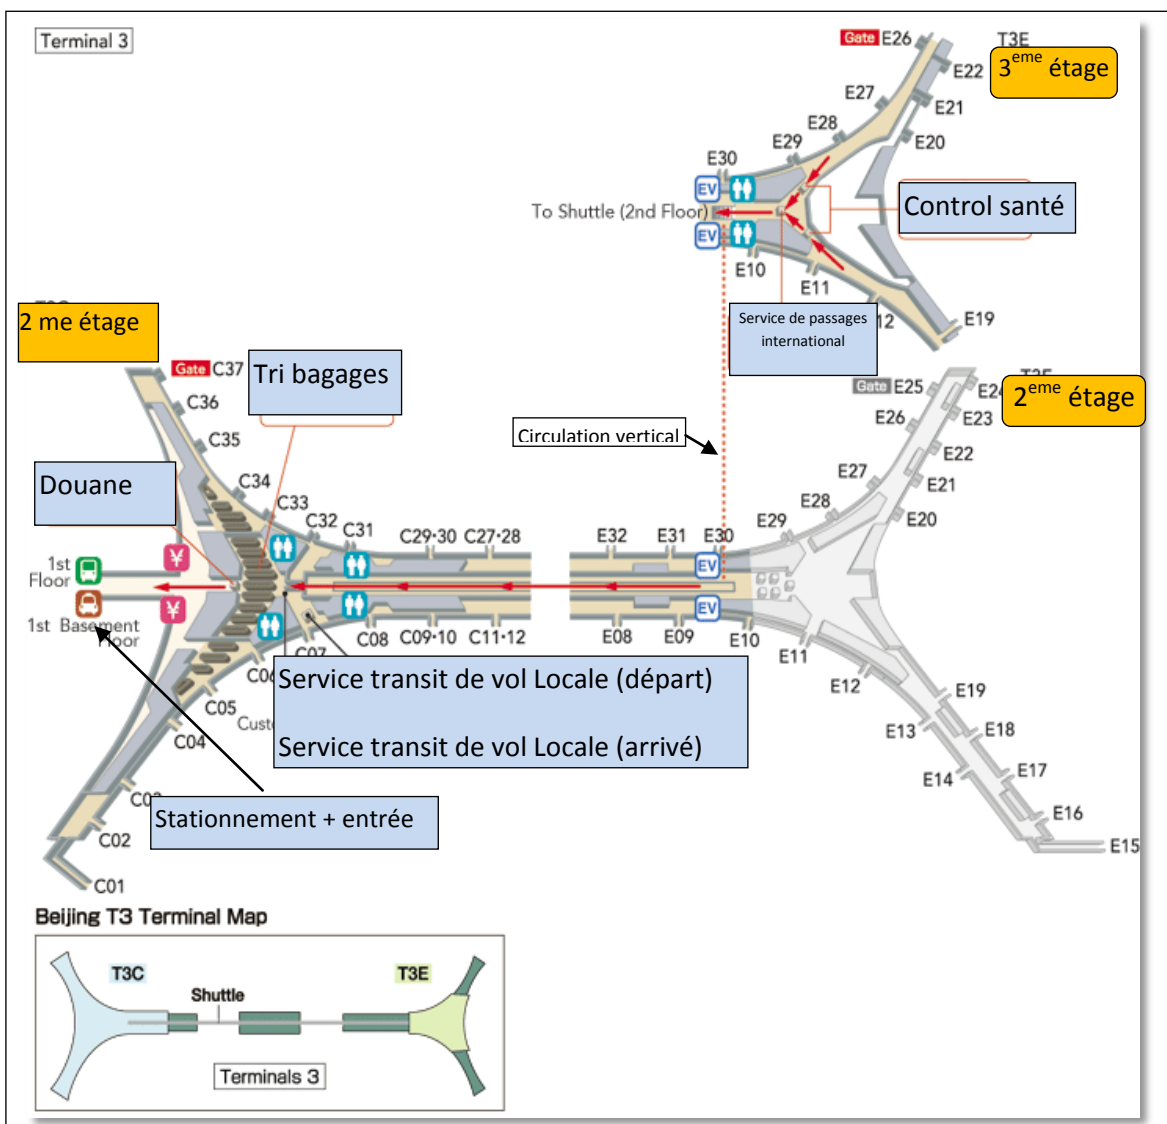 Terminal 3
Gate E26
T3E
3eme étage
E22
E27
E21
E28
E20
E29
E30
EV
Control santé
To Shuttle (2nd Floor)
EV
E10
E11
Service de passages
international
12
E19
2 me étage
Gate C37
Tri bagages
Gate E25
E24
2eme étage
C36
E23
E26
Circulation vertical
C35
E22
Douane
C34
E27
E21
C33
E28
E20
C32
C31
C29·30
C27·28
E32
E31
E30
E29
¥
1st
Floor
EV
1st Basement
Floor
¥
EV
C08
C09·10
C11·12
E08
E09
E10
E11
C07
C06
Service transit de vol Locale (départ)
Service transit de vol Locale (arrivé)
E12
C05
E19
Custo
C04
E13
E18
E14
E17
C03
Stationnement + entrée
E16
C02
E15
C01
Beijing T3 Terminal Map
T3C
T3E
Shuttle
Terminals 3